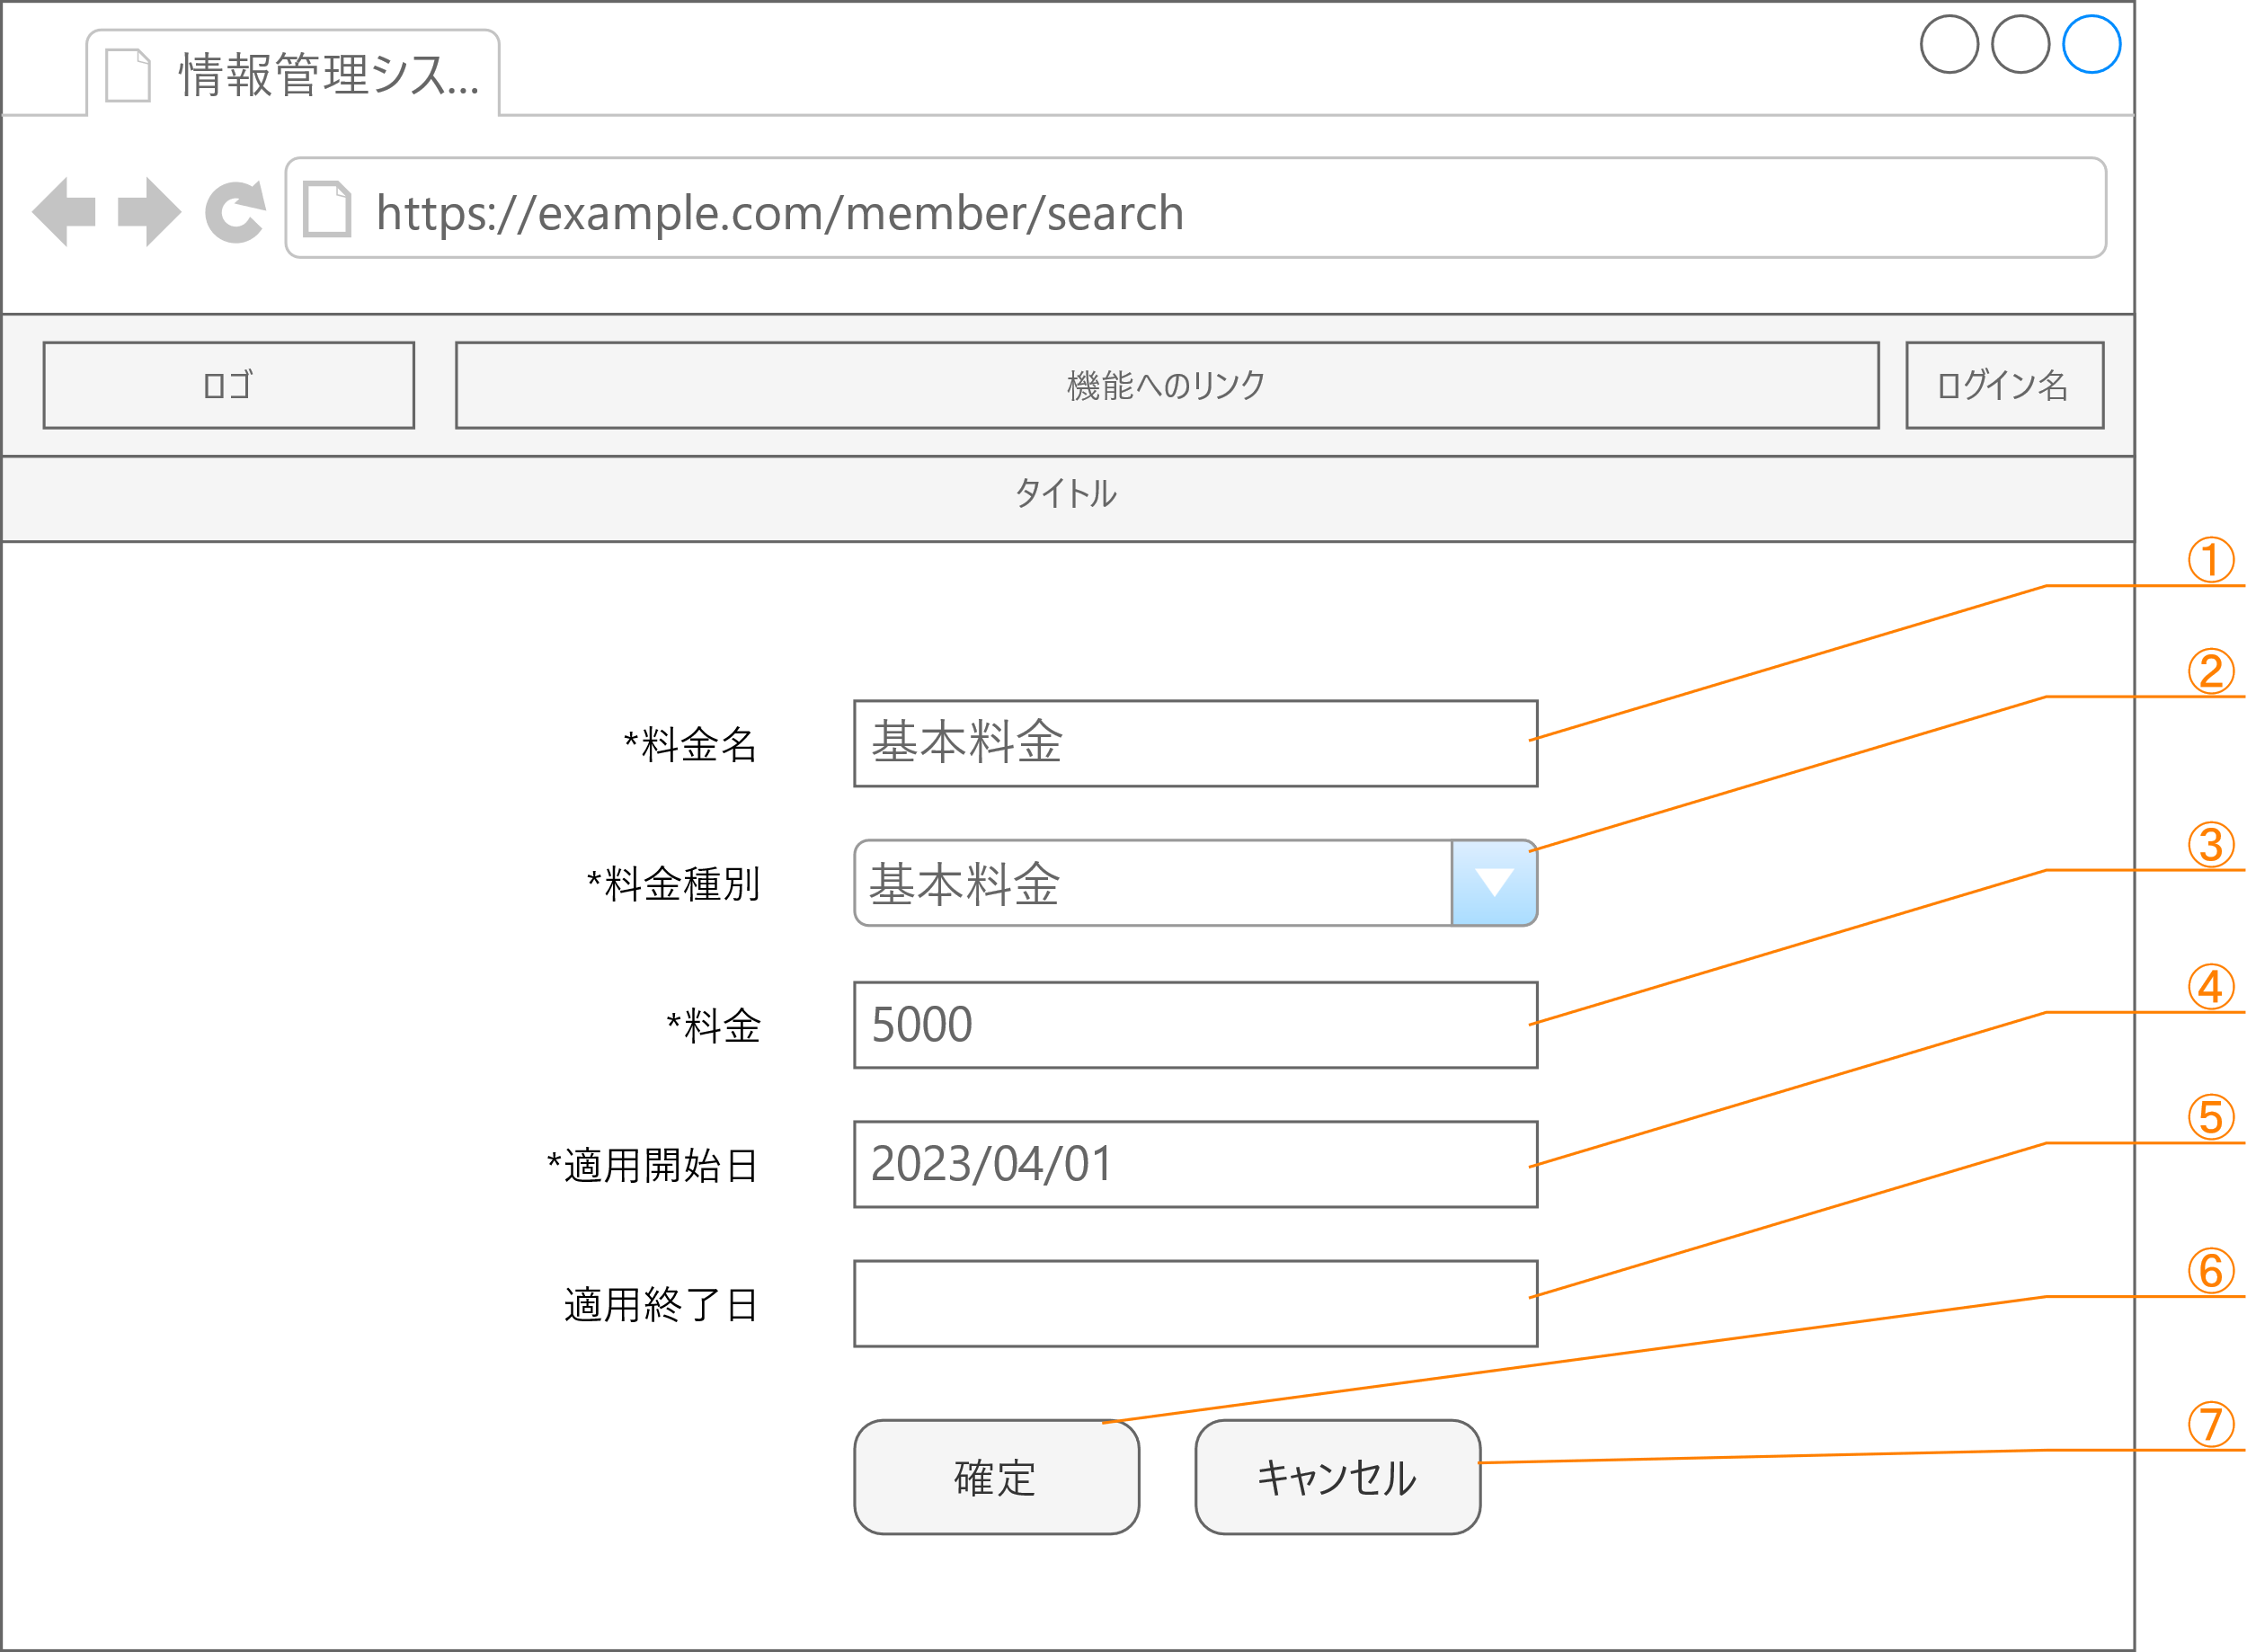 情報管理シス...
https://example.com/member/search
ロゴ
機能へのリンク
ログイン名
タイトル
①
②
*料金名
基本料金
③
*料金種別
基本料金
④
*料金
5000
⑤
*適用開始日
2023/04/01
⑥
適用終了日
⑦
確定
キャンセル